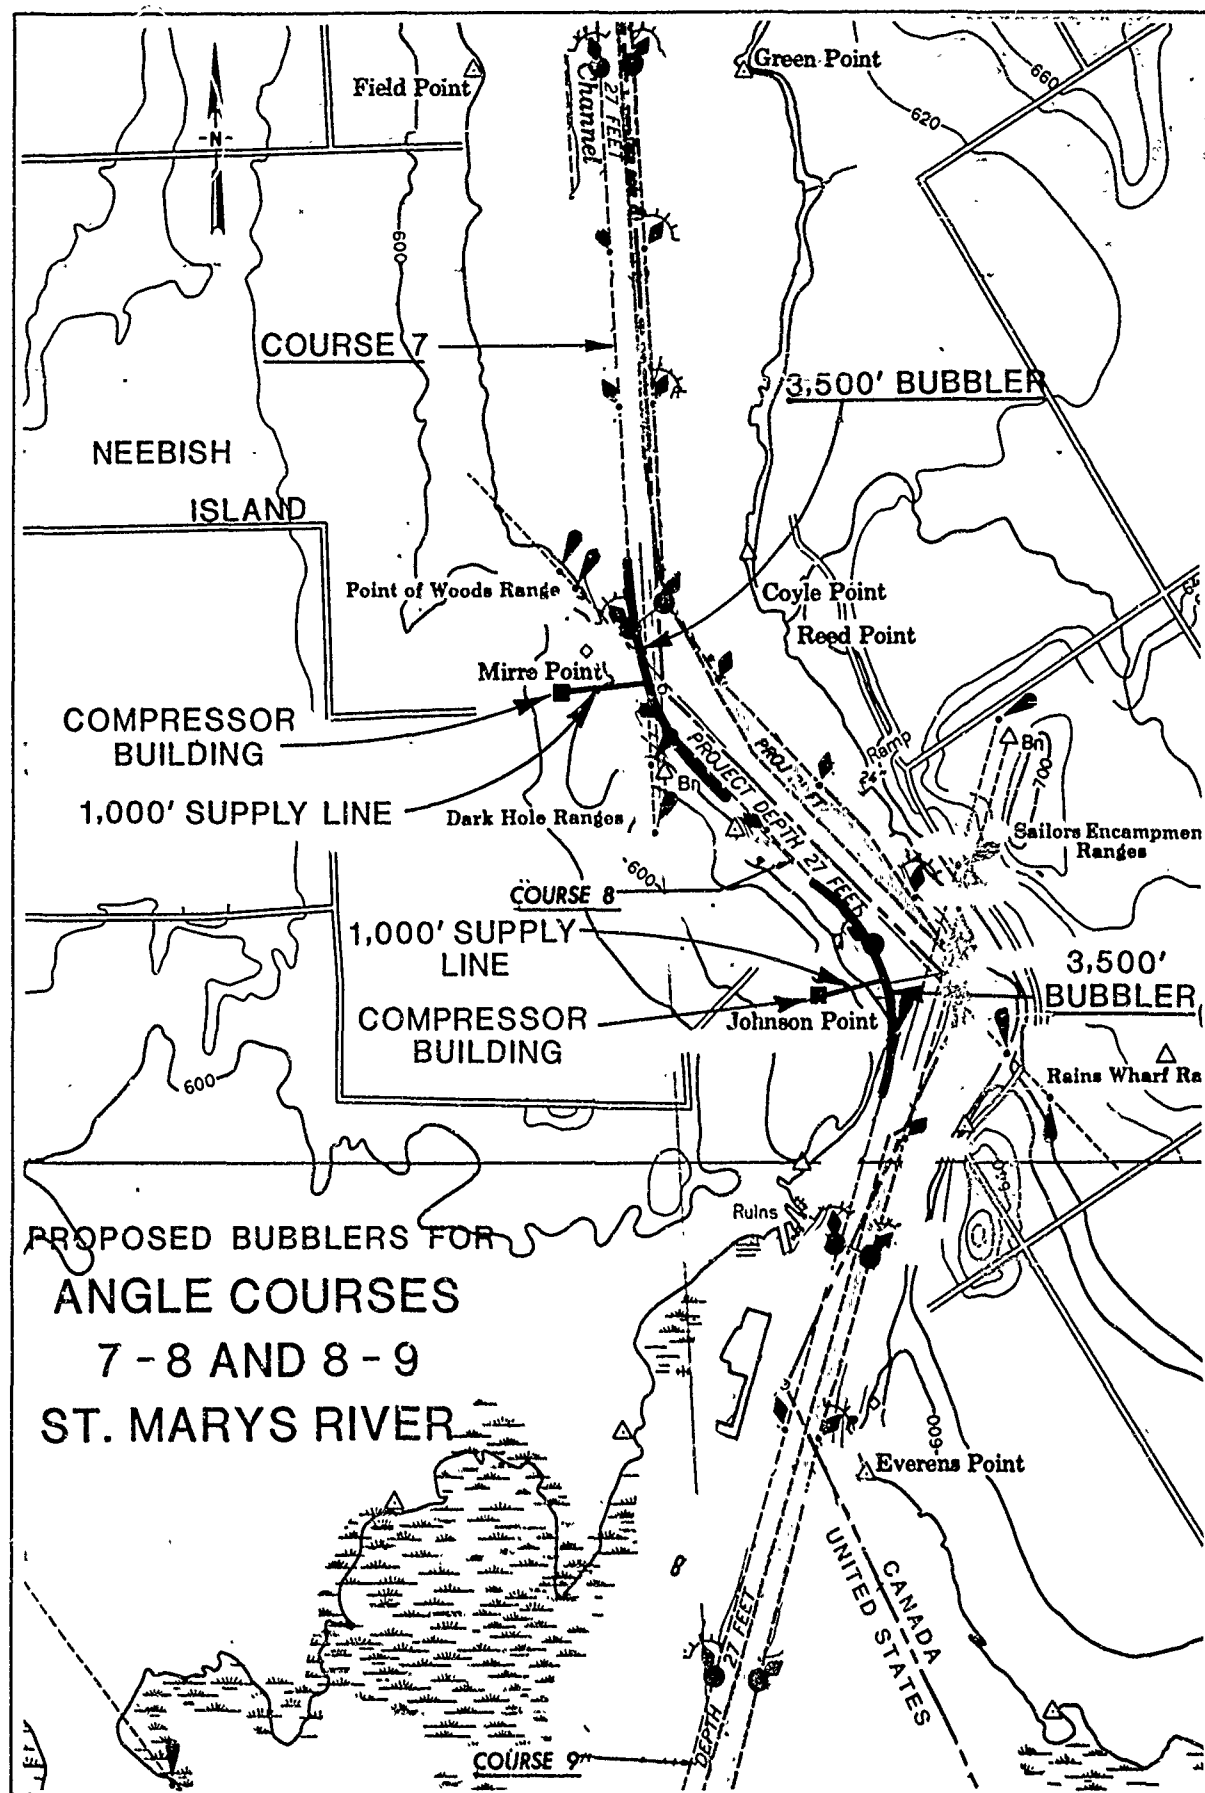 Green Point
Field Point
660
620
27 FEET
Channel
-N-
600
COURSE 7
3,500' BUBBLER
NEEBISH
ISLAND
Point of Woods Range
Coyle Point
Reed Point
Mirre Point
COMPRESSOR
BUILDING
Ramp
24"
Bn
700
PROJECT DEPTH 27 FEET
Bn
1,000' SUPPLY LINE
Dark Hole Ranges
Sailors Encampmen
Ranges
600
COURSE 8
1,000' SUPPLY
LINE
3,500'
BUBBLER
COMPRESSOR
BUILDING
Johnson Point
Rains Wharf Ra
600
Ruins
PROPOSED BUBBLERS FOR
ANGLE COURSES
7-8 AND 8-9
ST. MARYS RIVER
600
Everens Point
CANADA
UNITED STATES
8
DEPTH 27 FEET
COURSE 9